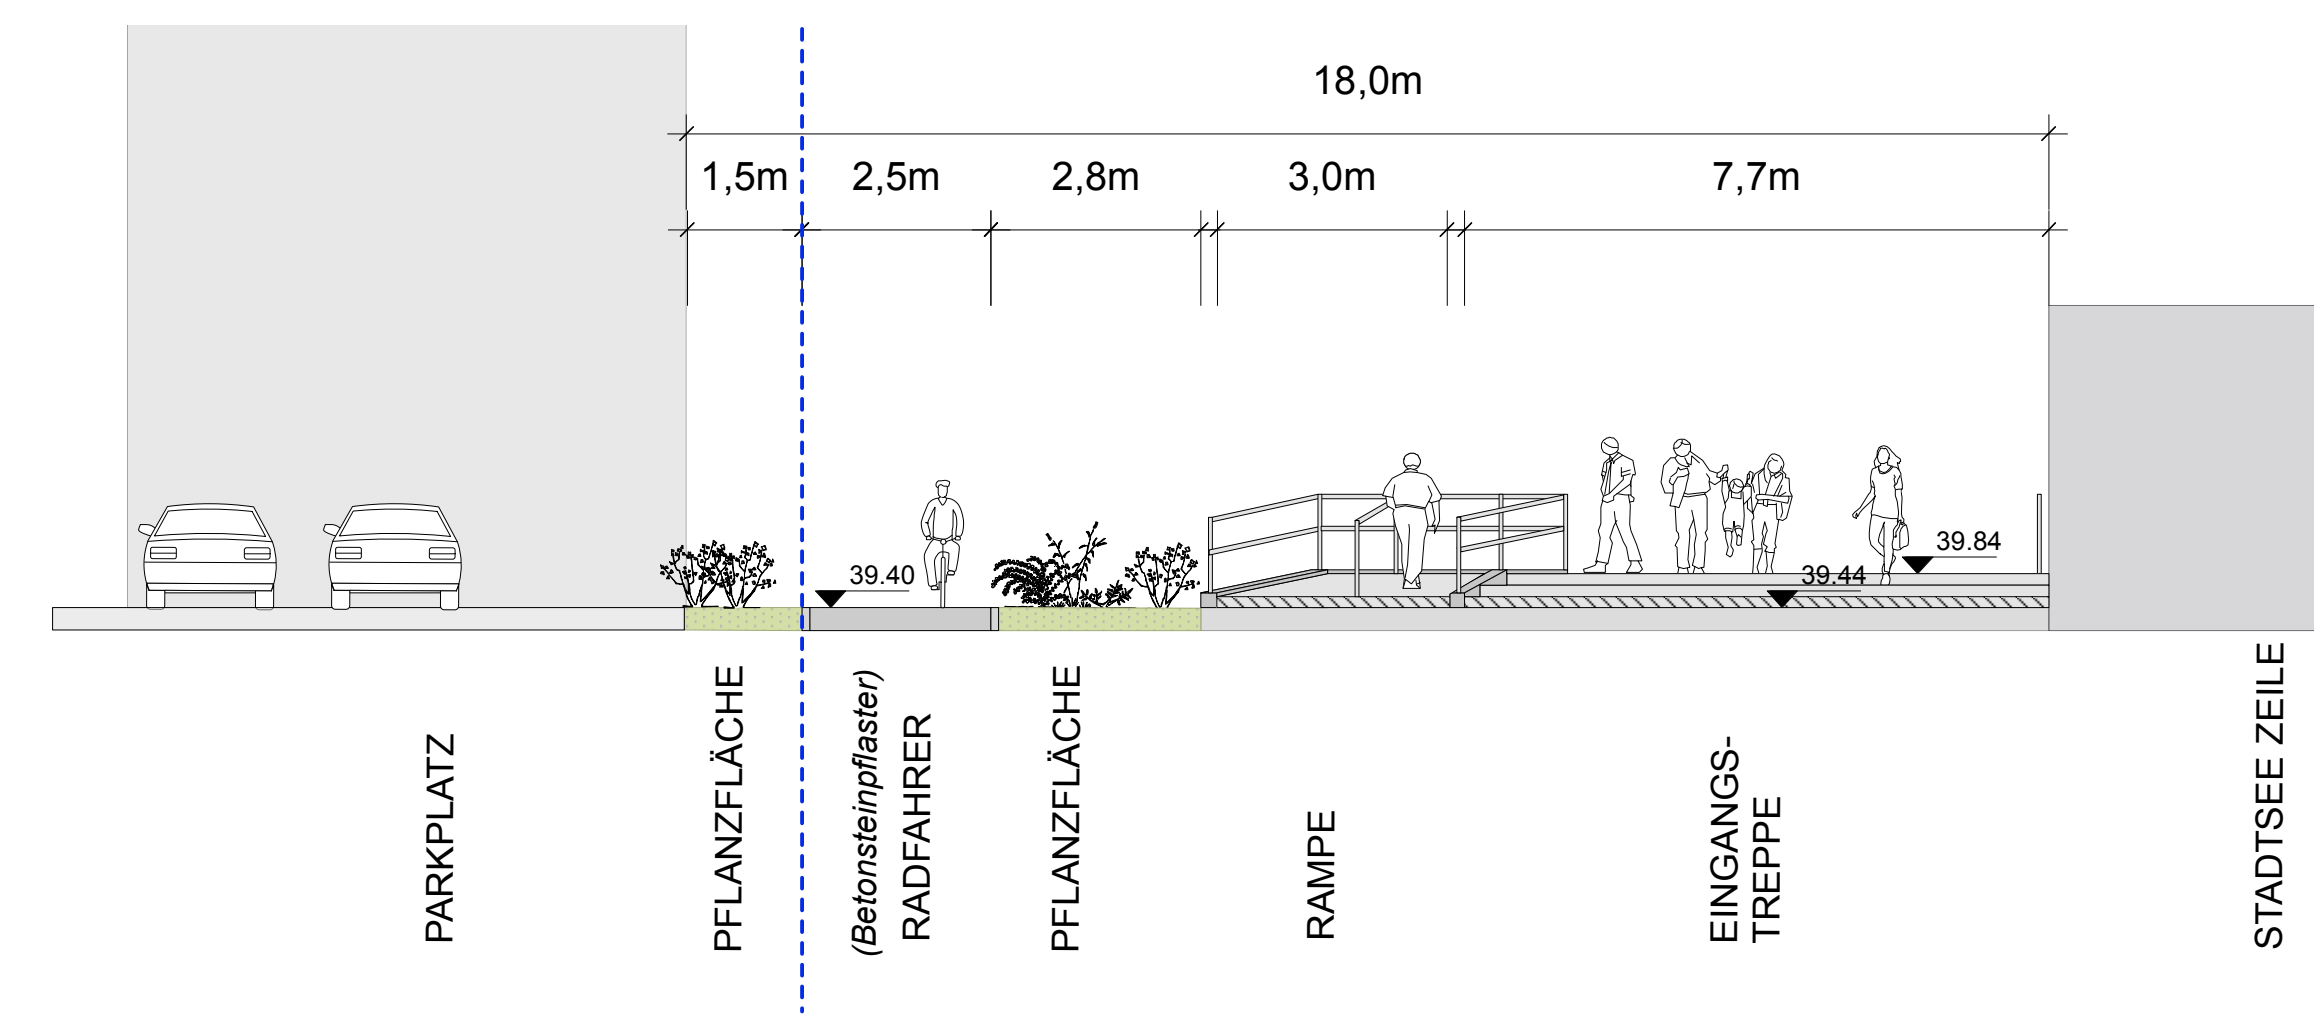 18,0m
1,5m
2,5m
2,8m
3,0m
7,7m
39.40
39.84
39.44
PARKPLATZ
PFLANZFLÄCHE
(Betonsteinpflaster)
RADFAHRER
PFLANZFLÄCHE
RAMPE
EINGANGS-
TREPPE
STADTSEE ZEILE